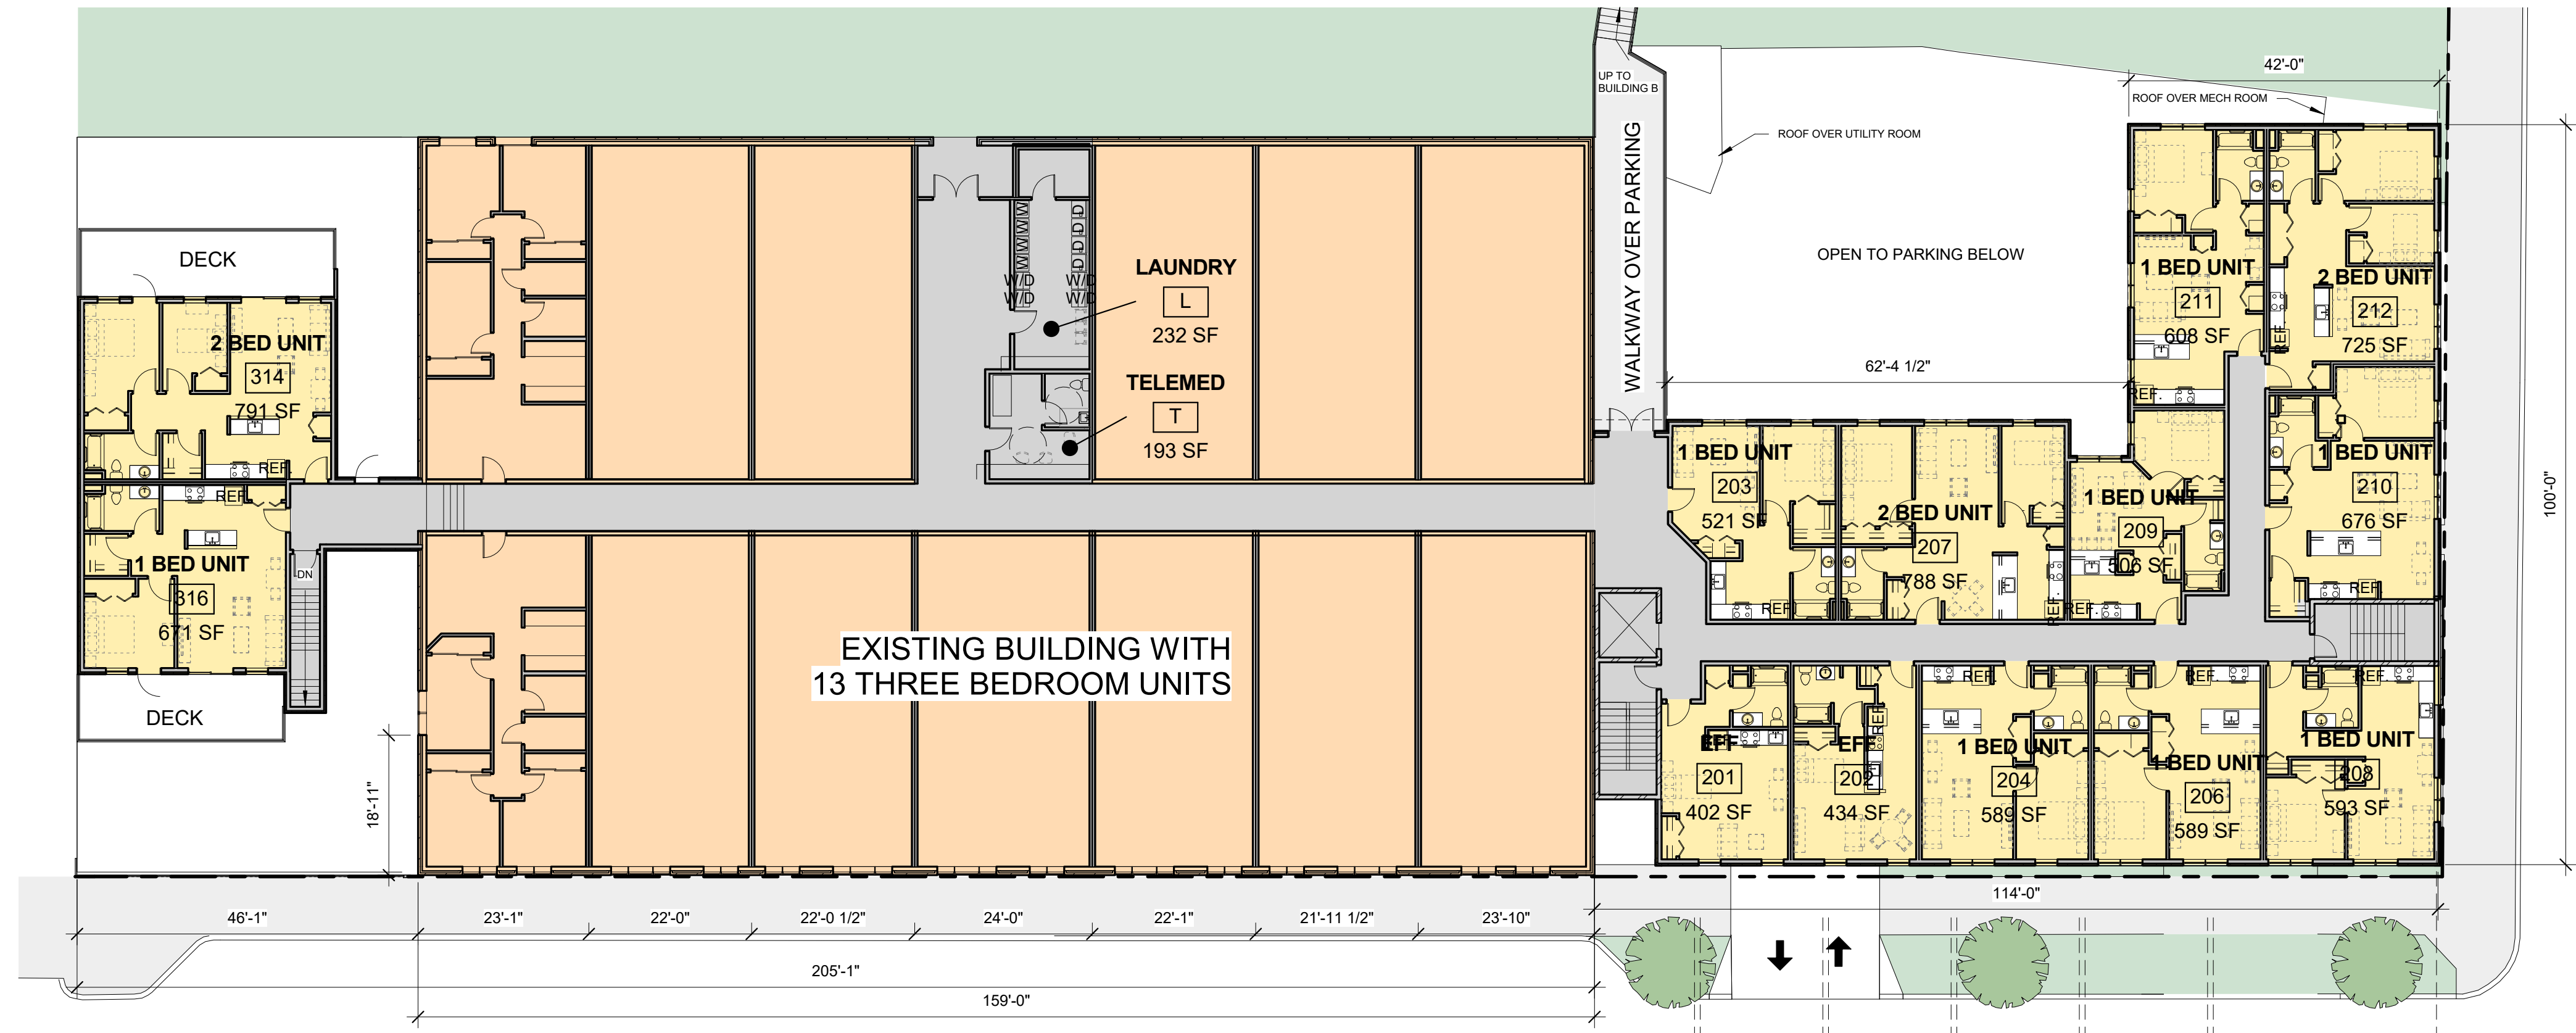 UP TO
BUILDING B
WALKWAY OVER PARKING
ROOF OVER UTILITY ROOM
OPEN TO PARKING BELOW
62'-4 1/2"
42'-0"
ROOF OVER MECH ROOM
100'-0"
DECK
2 BED UNIT
314
791 SF
REF.
REF.
1 BED UNIT
316
671 SF
DN
DECK
18'-11"
W
W
W
W
W
D
D
D
D
D
W/D
W/D
W/D
W/D
LAUNDRY
L
232 SF
TELEMED
T
193 SF
EXISTING BUILDING WITH
13 THREE BEDROOM UNITS
1 BED UNIT
211
608 SF
REF.
2 BED UNIT
212
725 SF
REF.
1 BED UNIT
203
521 SF
REF.
2 BED UNIT
207
788 SF
REF.
1 BED UNIT
209
506 SF
REF.
1 BED UNIT
210
676 SF
REF.
EFF
201
402 SF
EFF
202
434 SF
REF.
REF.
1 BED UNIT
204
589 SF
REF.
1 BED UNIT
206
589 SF
REF.
1 BED UNIT
208
593 SF
46'-1"
23'-1"
22'-0"
22'-0 1/2"
24'-0"
22'-1"
21'-11 1/2"
23'-10"
114'-0"
205'-1"
159'-0"